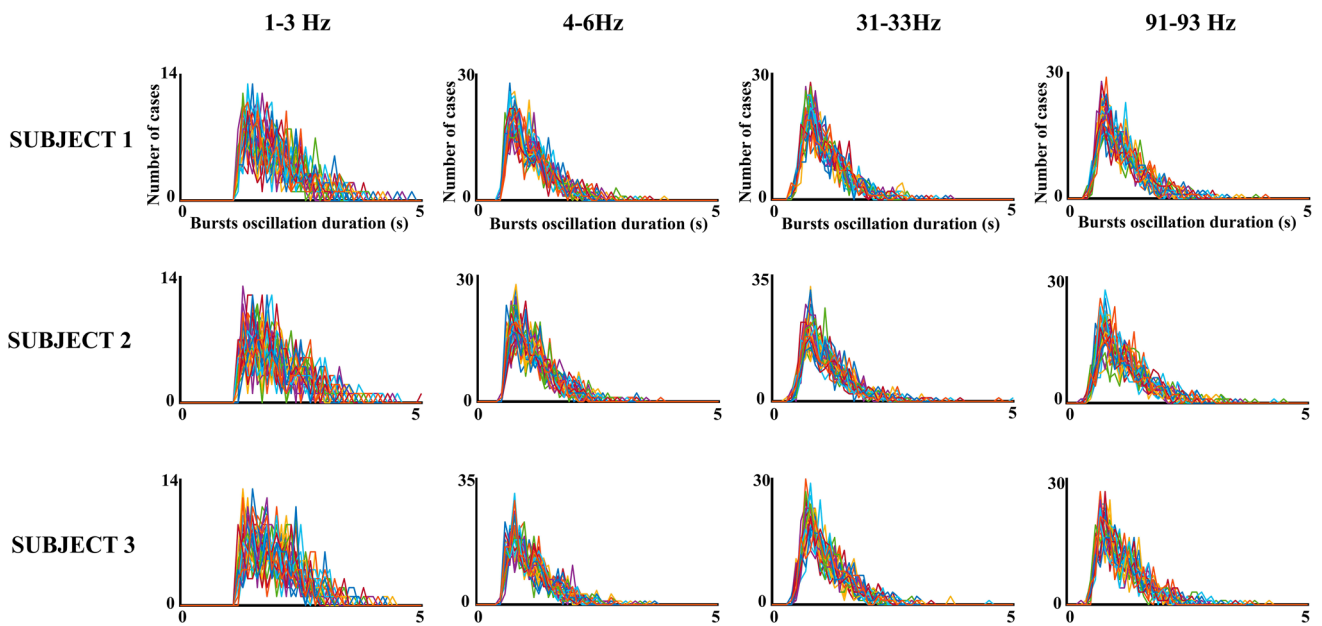 1-3 Hz 4-6Hz 31-33Hz 91-93 Hz
SUBJECT 1
Number of cases 14 0 0 5
Bursts oscillation duration (s)
Number of cases 30 0 0 5
Bursts oscillation duration (s)
Number of cases 30 0 0 5
Bursts oscillation duration (s)
Number of cases 30 0 0 5
Bursts oscillation duration (s)
SUBJECT 2
14 0 0 5
30 0 0 5
35 0 0 5
30 0 0 5
SUBJECT 3
14 0 0 5
35 0 0 5
30 0 0 5
30 0 0 5